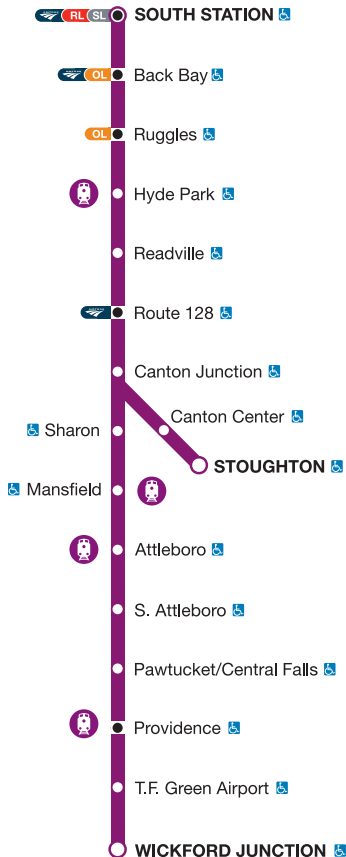 RL SL SOUTH STATION
Back Bay
OL
OL Ruggles
Hyde Park
Readville
Route 128
Canton Junction
Canton Center
Sharon
STOUGHTON
Mansfield
Attleboro
S. Attleboro
Pawtucket/Central Falls
Providence
T.F. Green Airport
WICKFORD JUNCTION